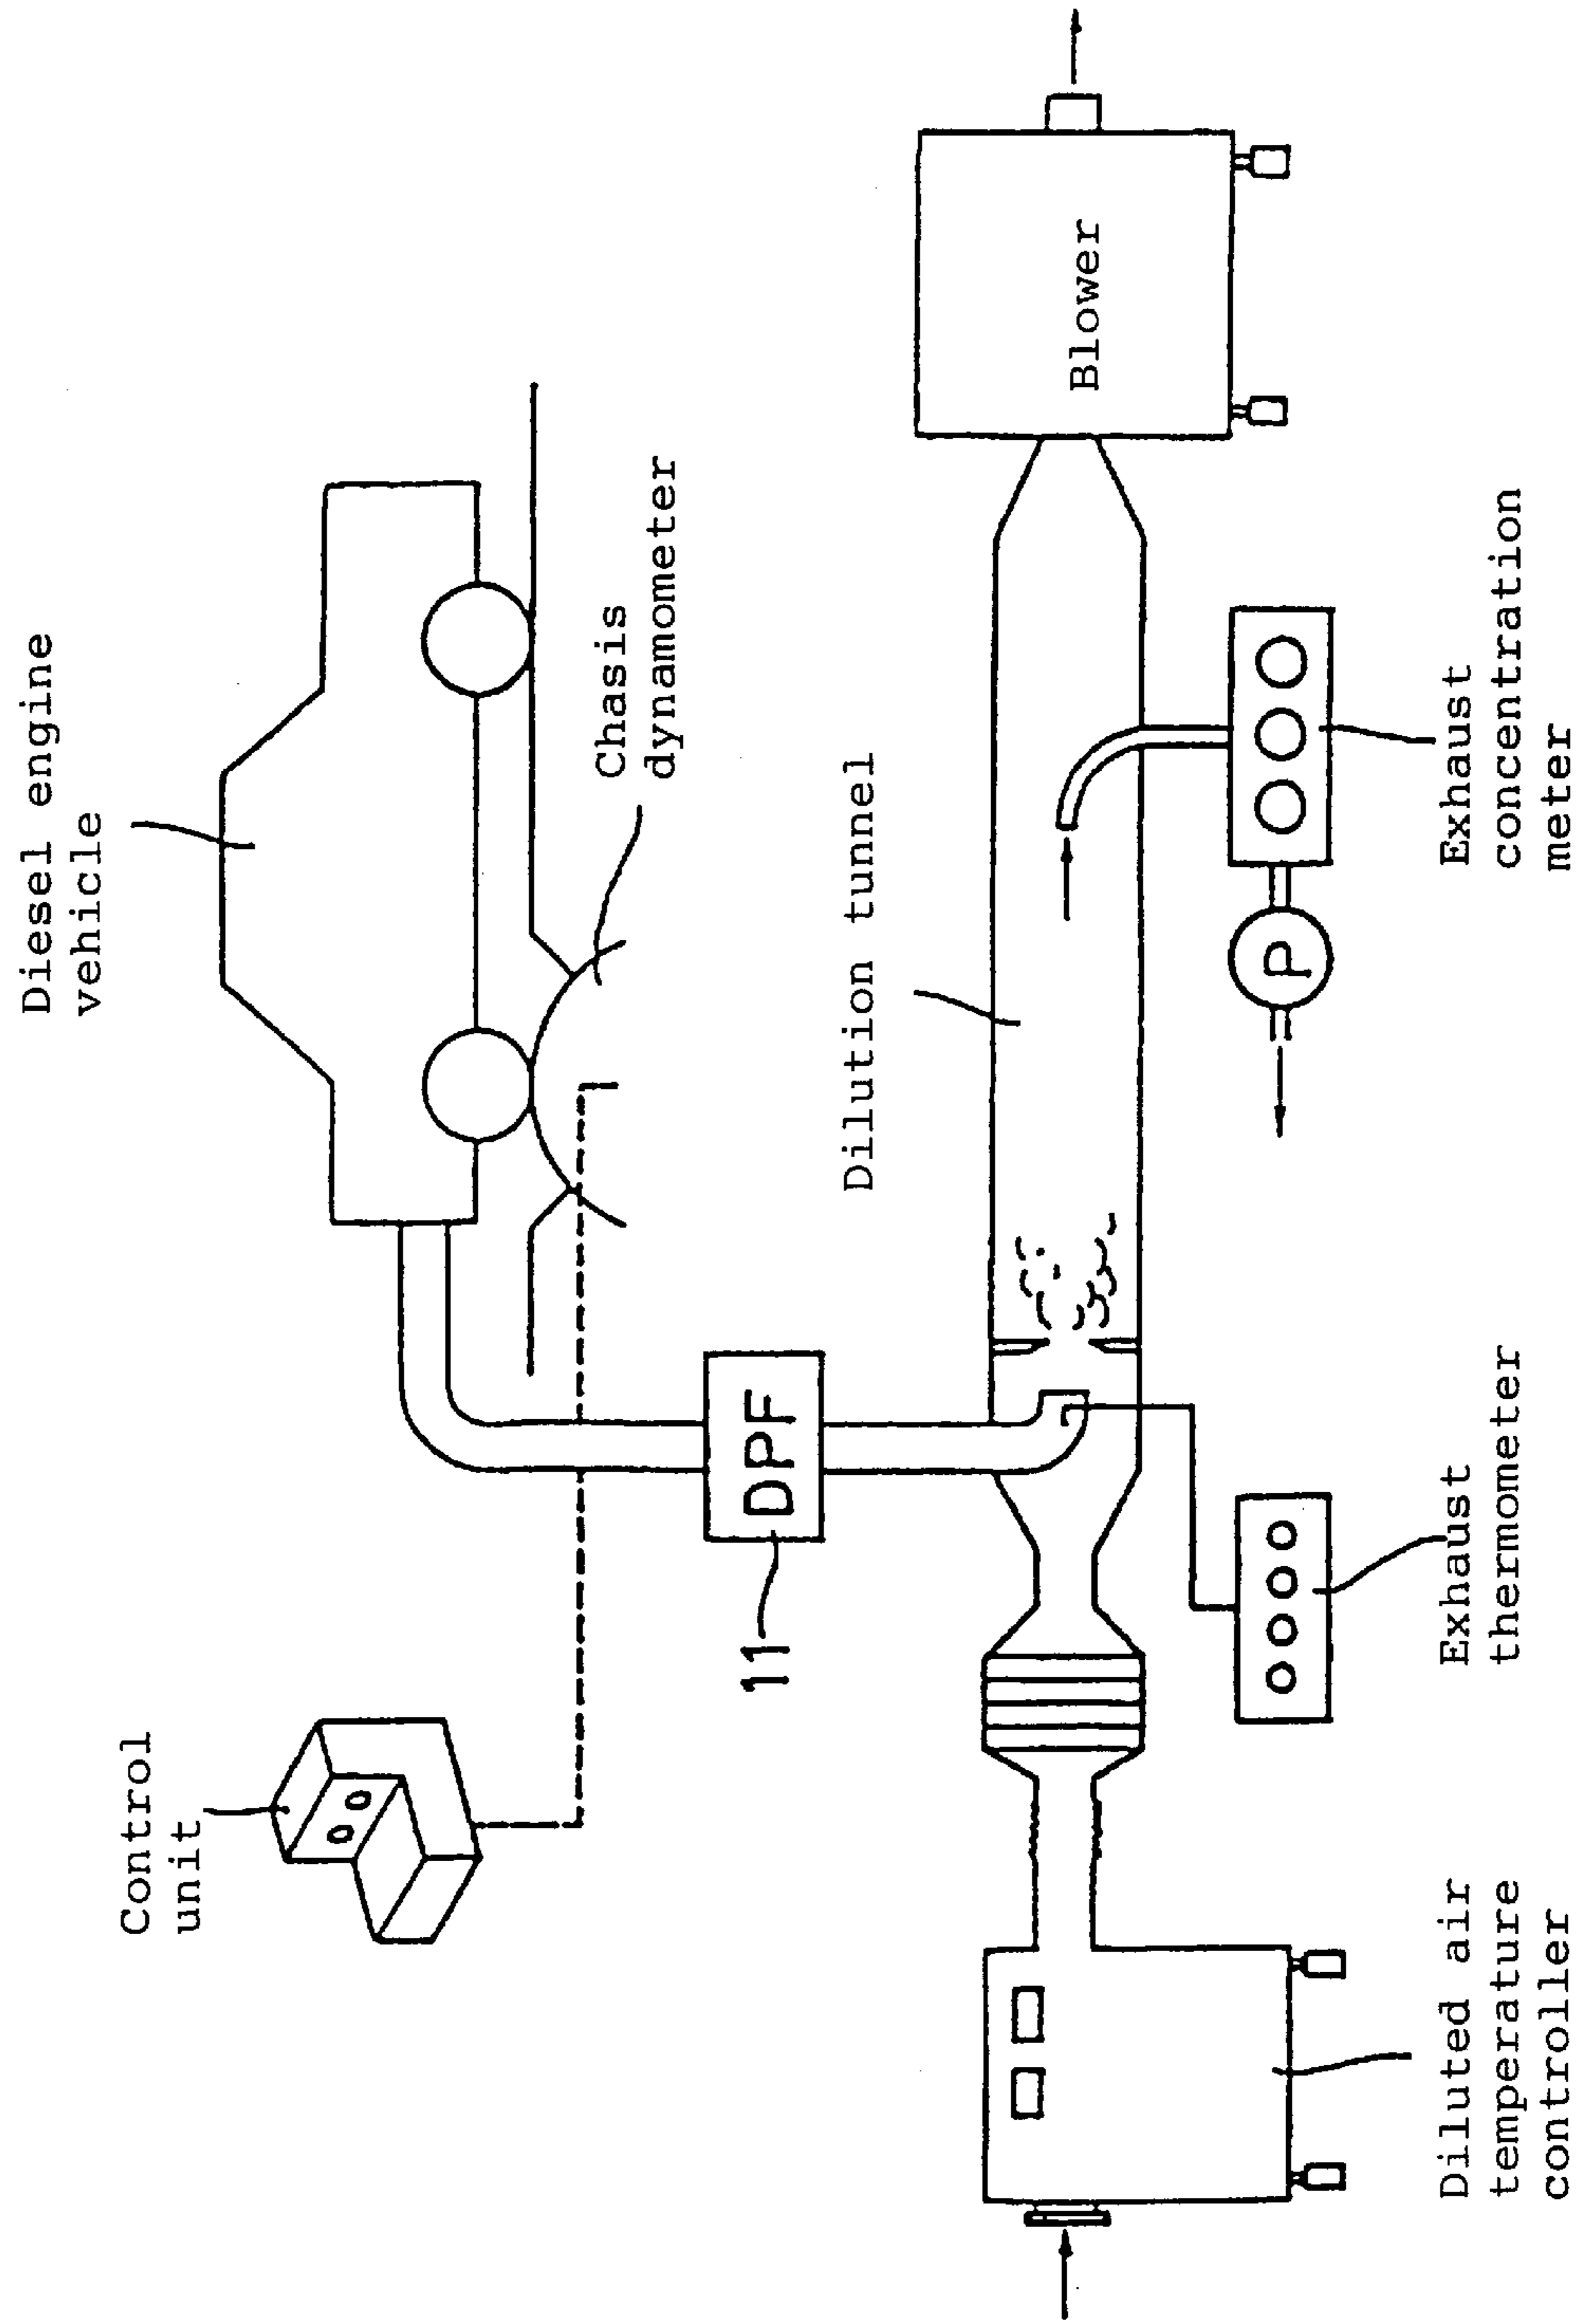 Diesel engine
vehicle
Control
unit
Chasis
dynamometer
11
DPF
Dilution tunnel
Blower
P
Diluted air
temperature
controller
Exhaust
thermometer
Exhaust
concentration
meter